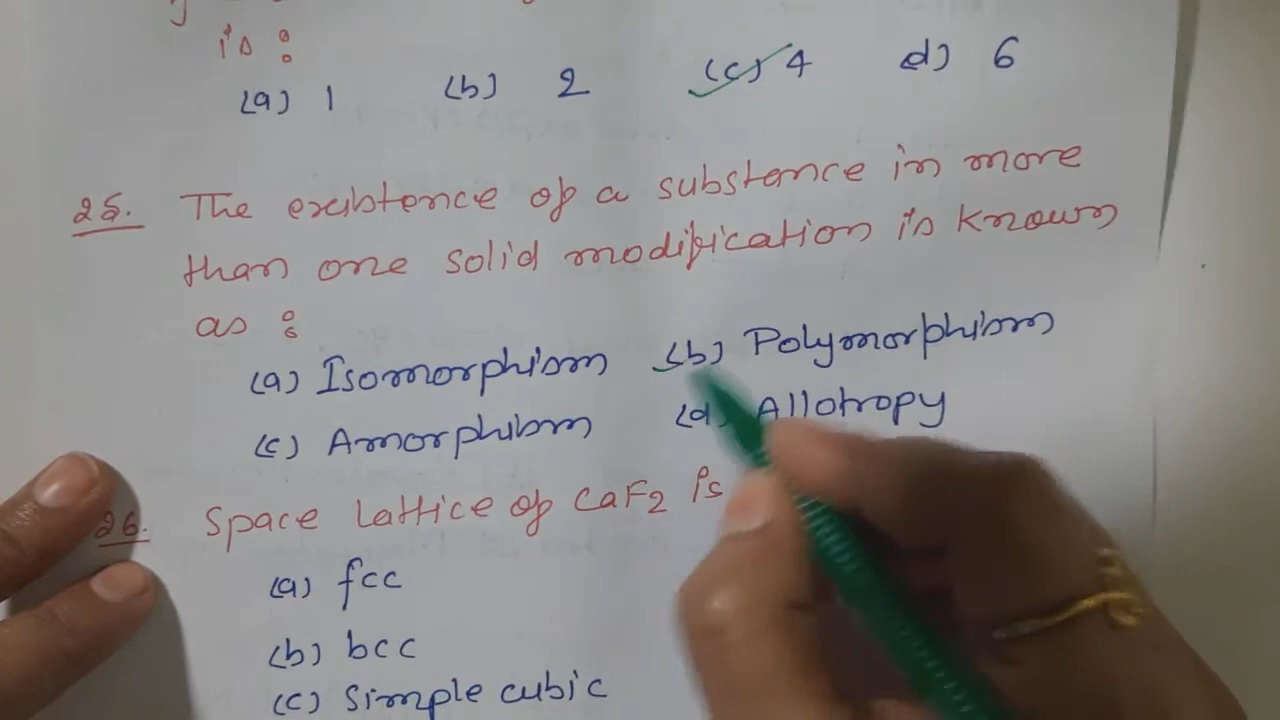 is :
(a) 1 (b) 2 (c) 4 d) 6
25. The existence of a substance in more
than one solid modification is known
as :
(a) Isomorphism (b) Polymorphism
(c) Amorphism (d) Allotropy
26. Space lattice of CaF2 is
(a) fcc
(b) bcc
(c) Simple cubic